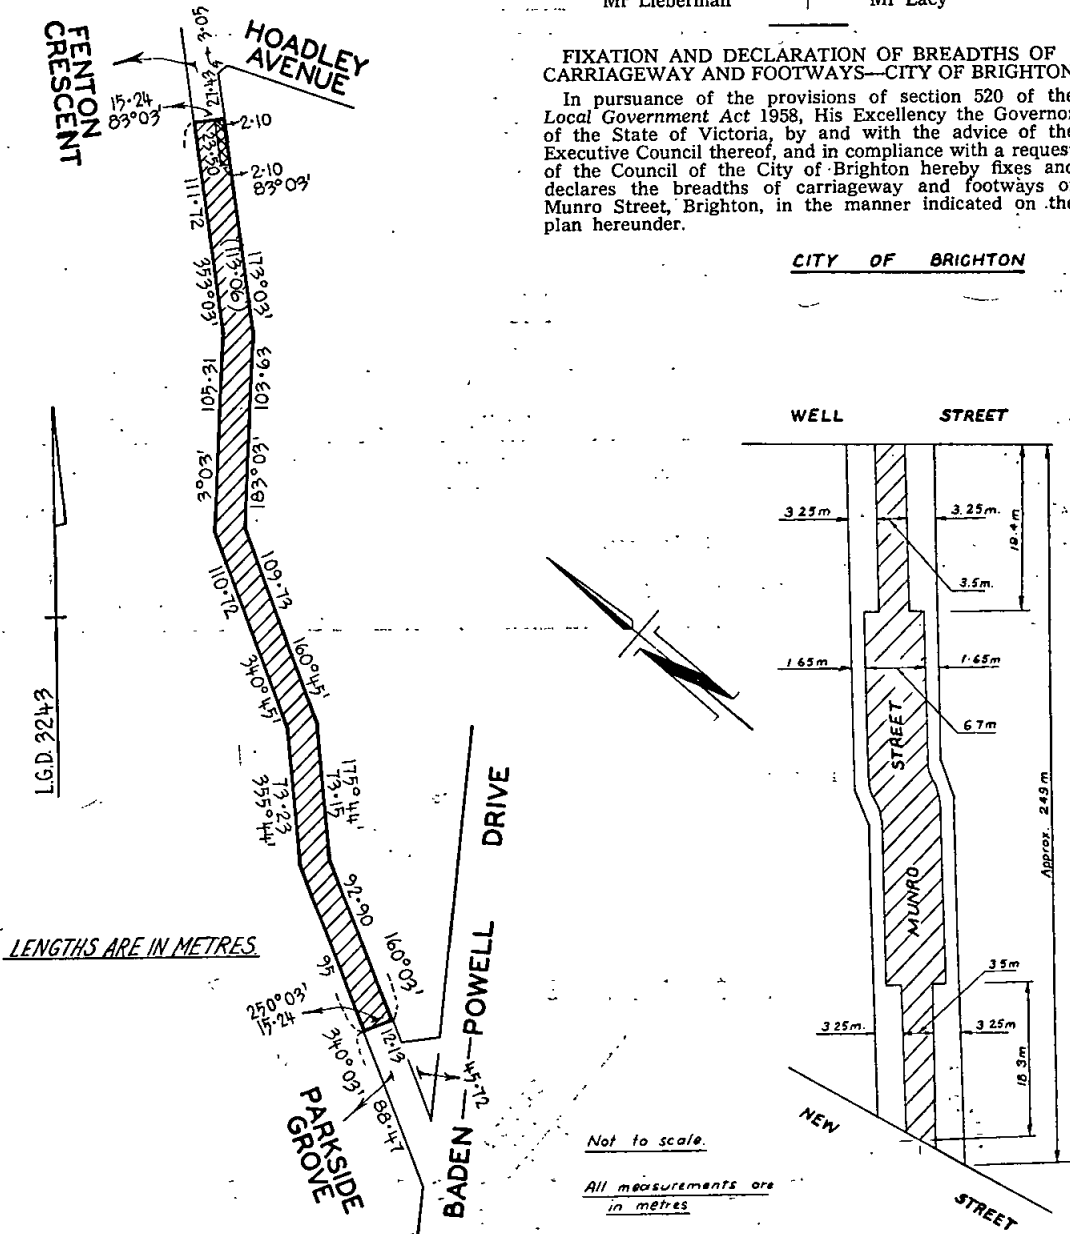 Mr Lieberman | Mr Lacy
FIXATION AND DECLARATION OF BREADTHS OF
CARRIAGEWAY AND FOOTWAYS—CITY OF BRIGHTON
In pursuance of the provisions of section 520 of the
Local Government Act 1958, His Excellency the Governor
of the State of Victoria, by and with the advice of the
Executive Council thereof, and in compliance with a request
of the Council of the City of Brighton hereby fixes and
declares the breadths of carriageway and footways of
Munro Street, Brighton, in the manner indicated on the
plan hereunder.
CITY OF BRIGHTON
WELL STREET
3.25m
3.25m.
18.4m
3.5m.
1.65m
1.65m
6.7m
STREET
MUNRO
Approx. 249m
3.5m
3.25m.
3.25m
18.3m
NEW
STREET
Not to scale.
All measurements are
in metres
FENTON
CRESCENT
HOADLEY
AVENUE
3·05
43·12
15·24
83°03'
2·10
23·50
2·10
83°03'
111·72
(113·90)
353°03'
173°03'
105·31
103·63
3°03'
183°03'
110·72
109·73
340°45'
160°45'
L.G.D. 3243
73·23
355°44'
175°44'
73·15
92·90
95
160°03'
LENGTHS ARE IN METRES.
250°03'
15·24
12·13
340°03'
88·47
45·72
PARKSIDE
GROVE
BADEN—POWELL DRIVE